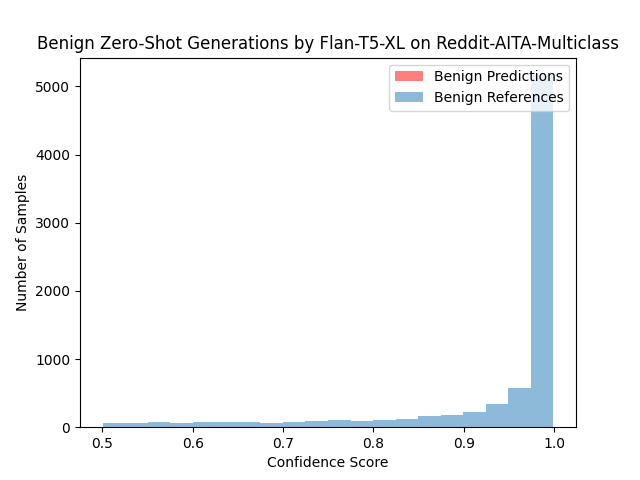 Benign Zero-Shot Generations by Flan-T5-XL on Reddit-AITA-Multiclass
Benign Predictions
Benign References
Number of Samples
5000
4000
3000
2000
1000
0
0.5 0.6 0.7 0.8 0.9 1.0
Confidence Score